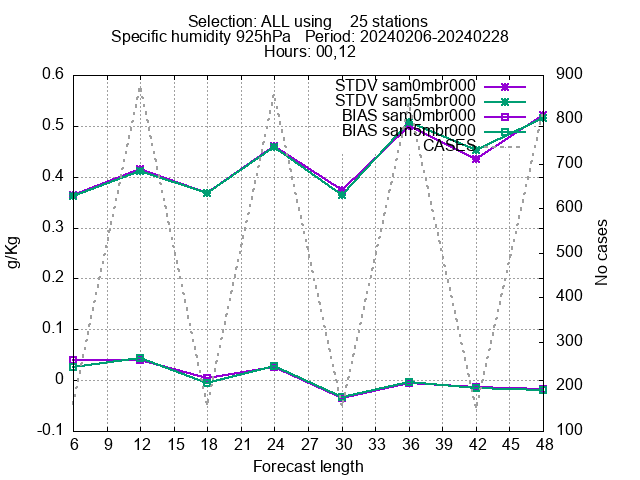 Selection: ALL using    25 stations
Specific humidity 925hPa   Period: 20240206-20240228
Hours: 00,12
STDV sam0mbr000
STDV sam5mbr000
BIAS sam0mbr000
BIAS sam5mbr000
CASES
g/Kg
0.6
0.5
0.4
0.3
0.2
0.1
0
-0.1
No cases
900
800
700
600
500
400
300
200
100
6 9 12 15 18 21 24 27 30 33 36 39 42 45 48
Forecast length